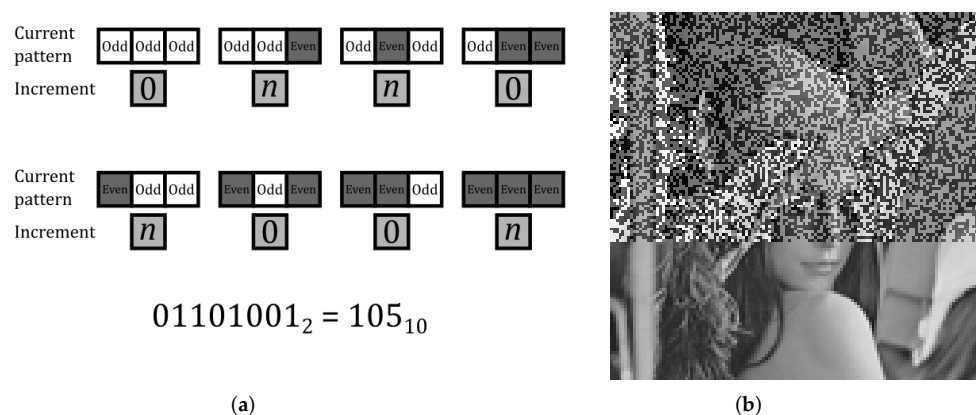 Current pattern Odd Odd Odd Odd Odd Even Odd Even Odd Odd Even Even
Increment 0 n n 0
Current pattern Even Odd Odd Even Odd Even Even Even Odd Even Even Even
Increment n 0 0 n
01101001₂ = 105₁₀
(a) (b)